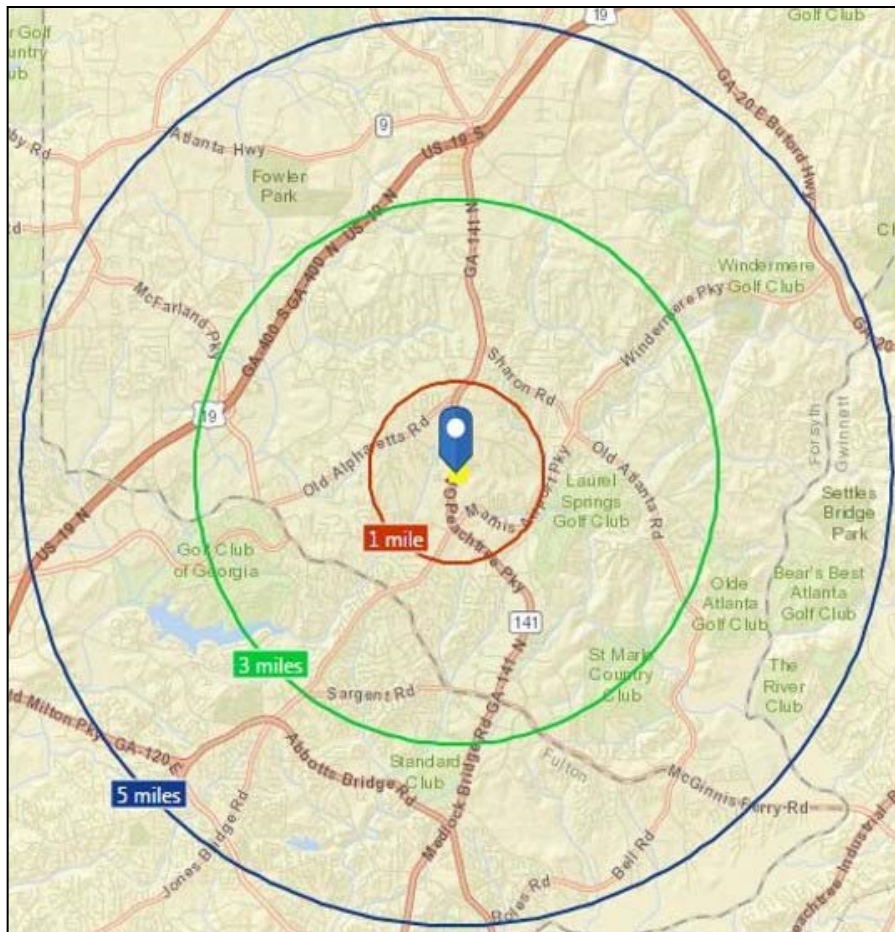 19
Golf Club
Golf
ub
GA-20 E Buford Hwy
9
Atlanta Hwy
US-19 S
Fowler
Park
GA-141 N
US-19 N
GA-400 N
GA-400 S
Windermere
Golf Club
McFarland Pky
Windermere Pky
GA-20
Sharon Rd
19
Old Alpharetta Rd
Forsyth
Gwinnett
Old Atlanta Rd
Laurel
Springs
Golf Club
Settles
Bridge
Park
Peachtree Pky
US-19 N
1 mile
Golf Club
of Georgia
Bear's Best
Atlanta
Golf Club
Olde
Atlanta
Golf Club
141
3 miles
St Marlo
Country
Club
The
River
Club
Sargent Rd
Milton Pky
GA-120 E
Abbotts Bridge Rd
Medlock Bridge Rd
GA-141 N
Standard
Club
Fulton
McGinnis Ferry Rd
5 miles
Jones Bridge Rd
Bell Rd
Rd